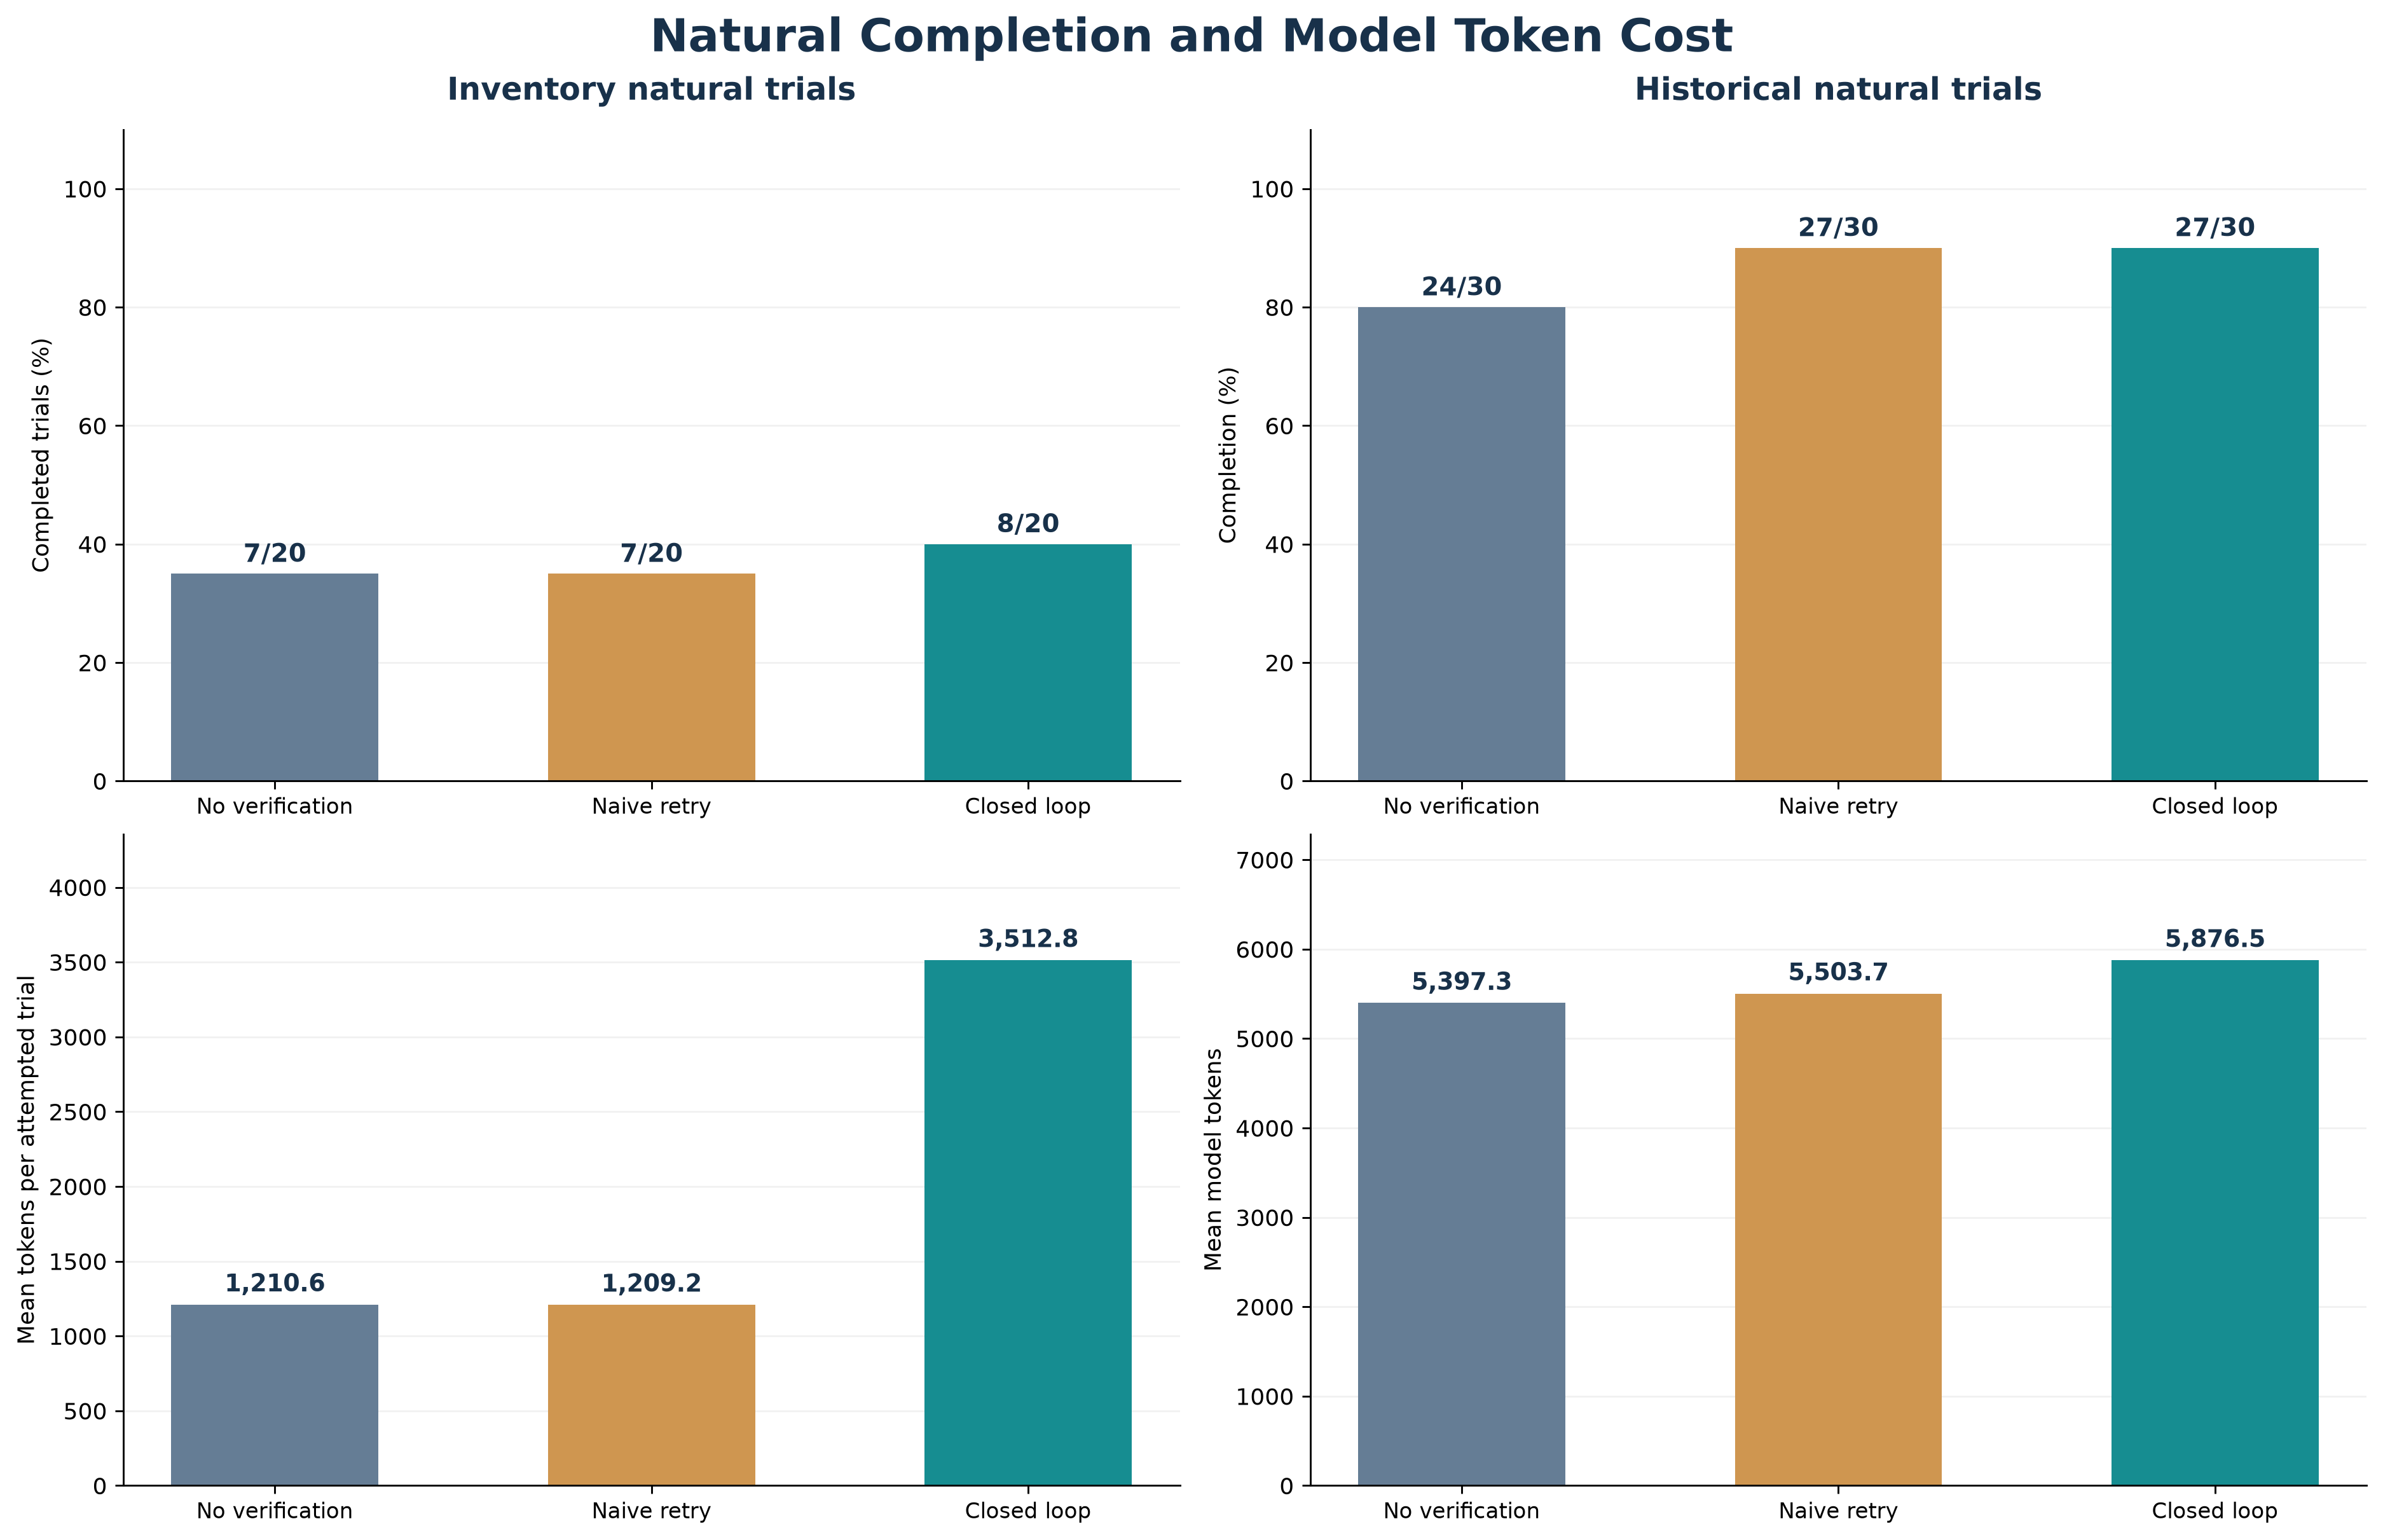 Natural Completion and Model Token Cost
Inventory natural trials
Completed trials (%)
100
80
60
40
20
0
7/20
7/20
8/20
No verification
Naive retry
Closed loop
Historical natural trials
Completion (%)
100
80
60
40
20
0
24/30
27/30
27/30
No verification
Naive retry
Closed loop
Mean tokens per attempted trial
4000
3500
3000
2500
2000
1500
1000
500
0
1,210.6
1,209.2
3,512.8
No verification
Naive retry
Closed loop
Mean model tokens
7000
6000
5000
4000
3000
2000
1000
0
5,397.3
5,503.7
5,876.5
No verification
Naive retry
Closed loop